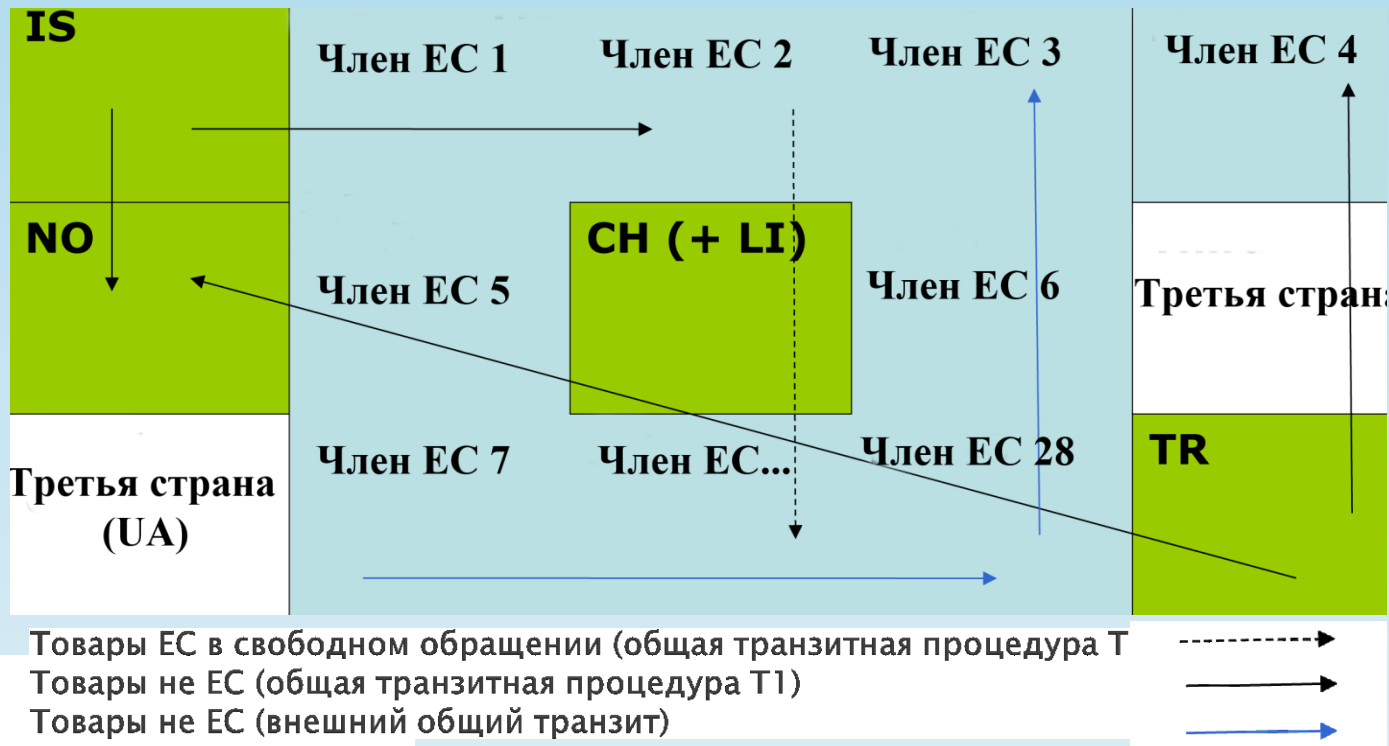 IS
Член ЕС 1
Член ЕС 2
Член ЕС 3
Член ЕС 4
NO
Член ЕС 5
CH (+ LI)
Член ЕС 6
Третья страна
Третья страна
(UA)
Член ЕС 7
Член ЕС...
Член ЕС 28
TR
Товары ЕС в свободном обращении (общая транзитная процедура Т
Товары не ЕС (общая транзитная процедура Т1)
Товары не ЕС (внешний общий транзит)